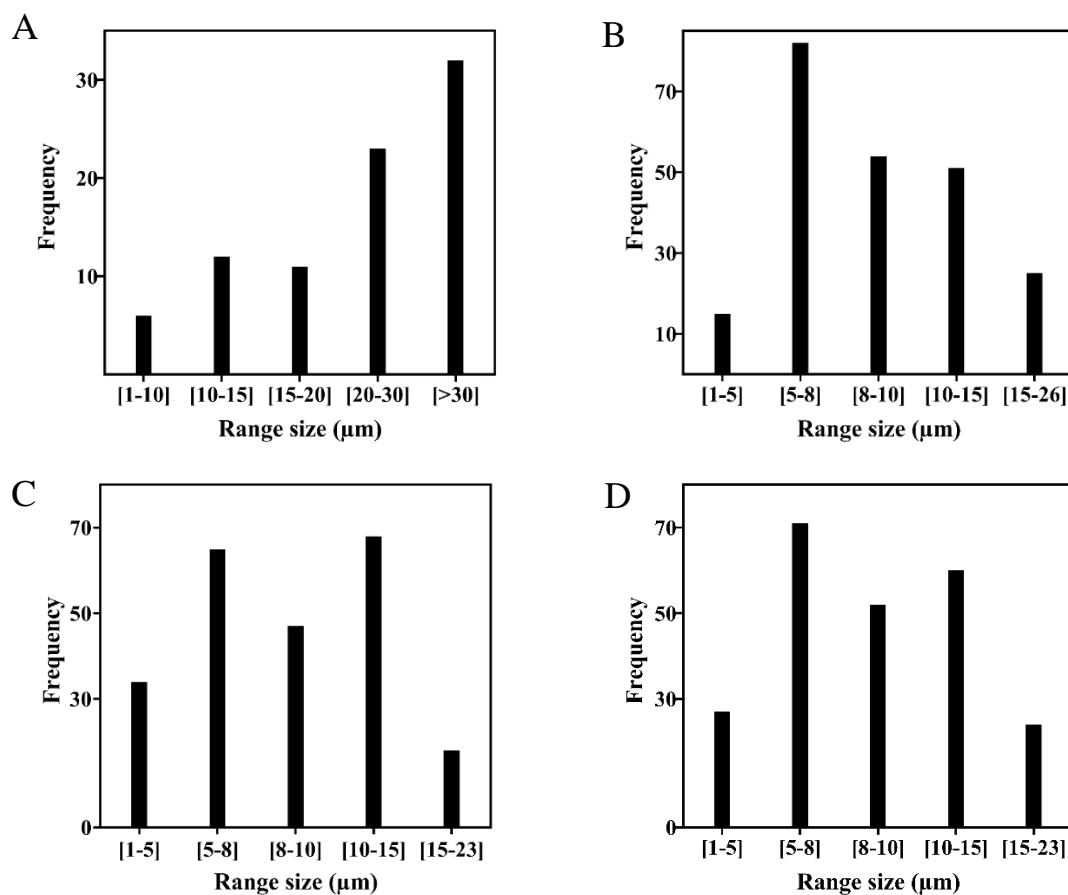 A
Frequency
30
20
10
[1-10] [10-15] [15-20] [20-30] [>30]
Range size (µm)
B
Frequency
70
50
30
10
[1-5] [5-8] [8-10] [10-15] [15-26]
Range size (µm)
C
Frequency
70
50
30
0
[1-5] [5-8] [8-10] [10-15] [15-23]
Range size (µm)
D
Frequency
70
50
30
0
[1-5] [5-8] [8-10] [10-15] [15-23]
Range size (µm)